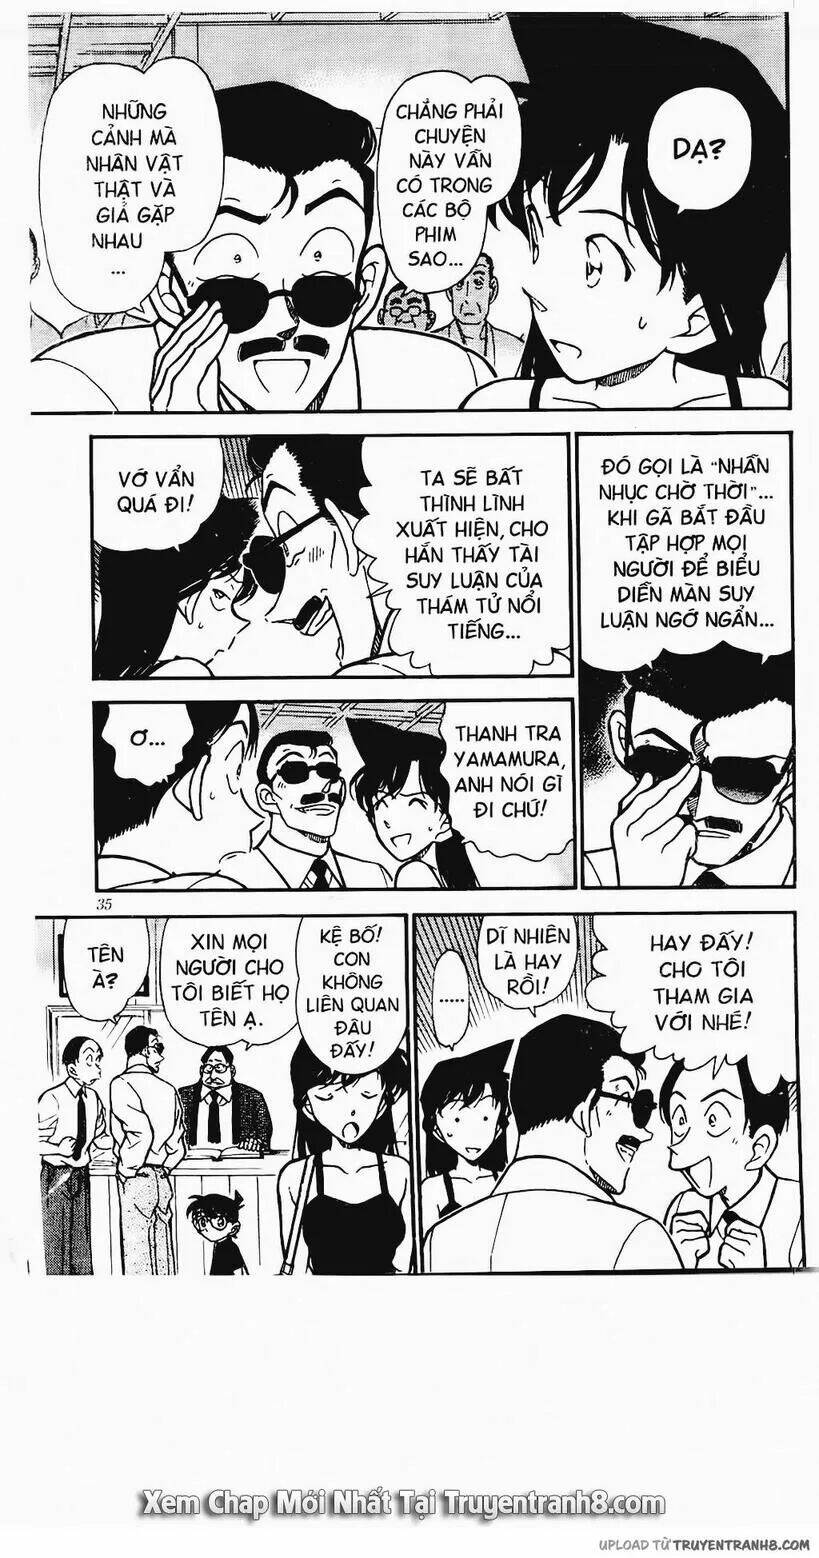 DẠ?
CHẲNG PHẢI
CHUYỆN
NÀY VẪN
CÓ TRONG
CÁC BỘ
PHIM
SAO...
NHỮNG
CẢNH MÀ
NHÂN VẬT
THẬT VÀ
GIẢ GẶP
NHAU
...
ĐÓ GỌI LÀ "NHẪN
NHỤC CHỜ THỜI"...
KHI GÃ BẮT ĐẦU
TẬP HỢP MỌI
NGƯỜI ĐỂ BIỂU
DIỄN MÀN SUY
LUẬN NGỚ NGẨN...
TA SẼ BẤT
THÌNH LÌNH
XUẤT HIỆN, CHO
HẮN THẤY TÀI
SUY LUẬN CỦA
THÁM TỬ NỔI
TIẾNG...
VỚ VẨN
QUÁ ĐI!
THANH TRA
YAMAMURA,
ANH NÓI GÌ
ĐI CHỨ!
Ơ...
35
HAY ĐẤY!
CHO TÔI
THAM GIA
VỚI NHÉ!
DĨ NHIÊN
LÀ HAY
RỒI!
.....
KỆ BỐ!
CON
KHÔNG
LIÊN QUAN
ĐÂU
ĐẤY!
XIN MỌI
NGƯỜI CHO
TÔI BIẾT HỌ
TÊN Ạ.
TÊN
À?
Xem Chap Mới Nhất Tại Truyentranh8.com
UPLOAD TỪ TRUYENTRANH8.COM